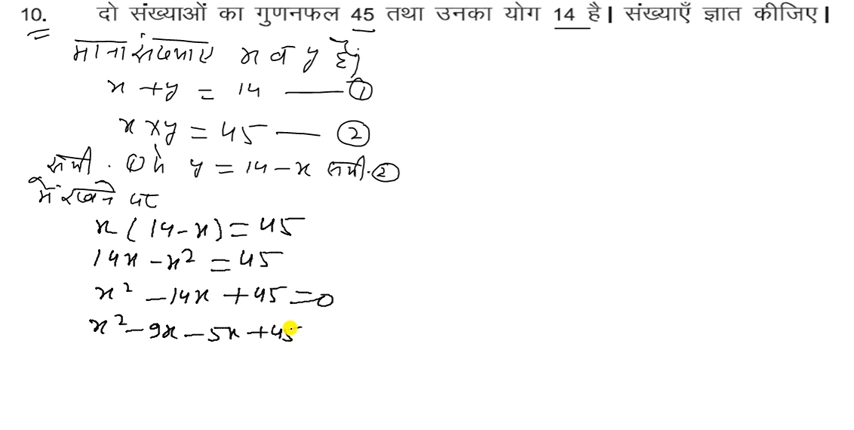 10. दो संख्याओं का गुणनफल 45 तथा उनका योग 14 है। संख्याएँ ज्ञात कीजिए।
माना संख्याए x व y हैं
x + y = 14 —— ①
x × y = 45 —— ②
समी. ① से y = 14 - x समी. ②
में रखने पर
x (14 - x) = 45
14x - x² = 45
x² - 14x + 45 = 0
x² - 9x - 5x + 45